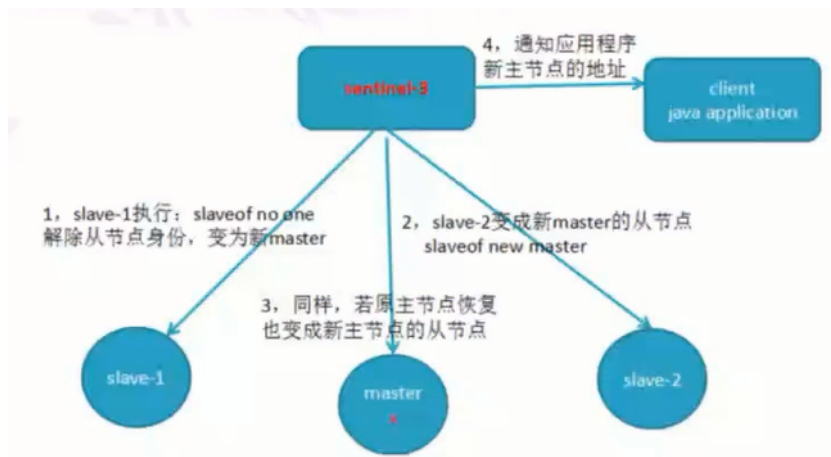 4，通知应用程序
新主节点的地址
sentinel-3
client
java application
1，slave-1执行：slaveof no one
解除从节点身份，变为新master
2，slave-2变成新master的从节点
slaveof new master
3，同样，若原主节点恢复
也变成新主节点的从节点
slave-1
master
x
slave-2